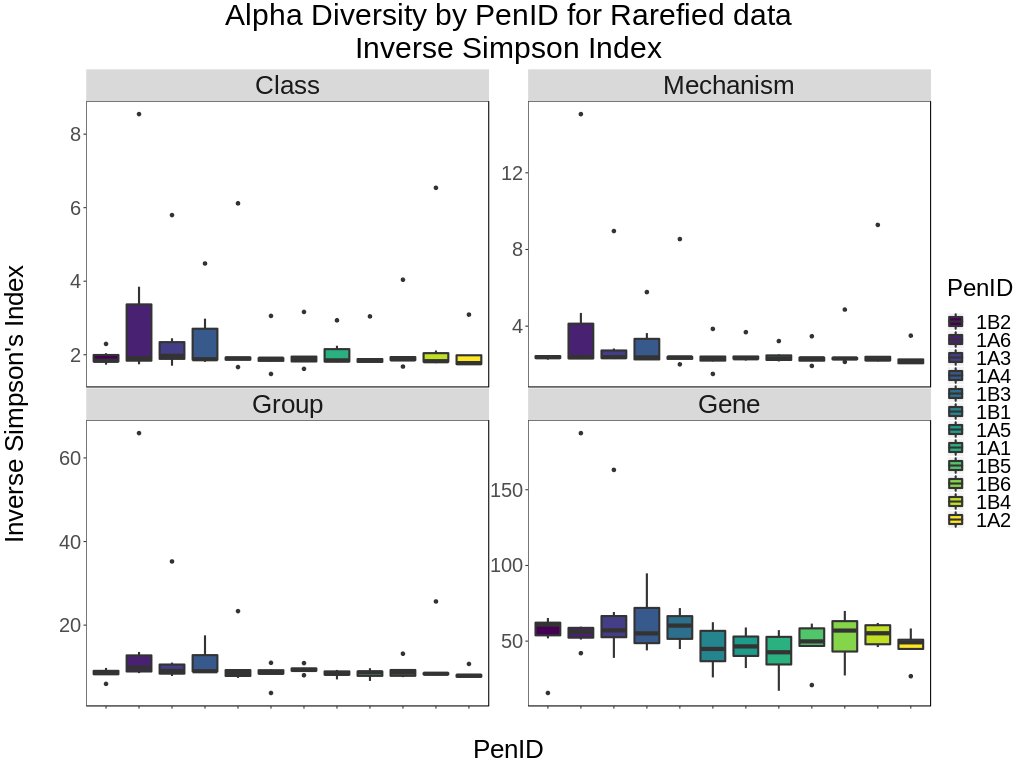 Alpha Diversity by PenID for Rarefied data
Inverse Simpson Index
Class
Mechanism
8
6
4
2
12
8
4
Group
Gene
60
40
20
150
100
50
Inverse Simpson's Index
PenID
PenID
1B2
1A6
1A3
1A4
1B3
1B1
1A5
1A1
1B5
1B6
1B4
1A2